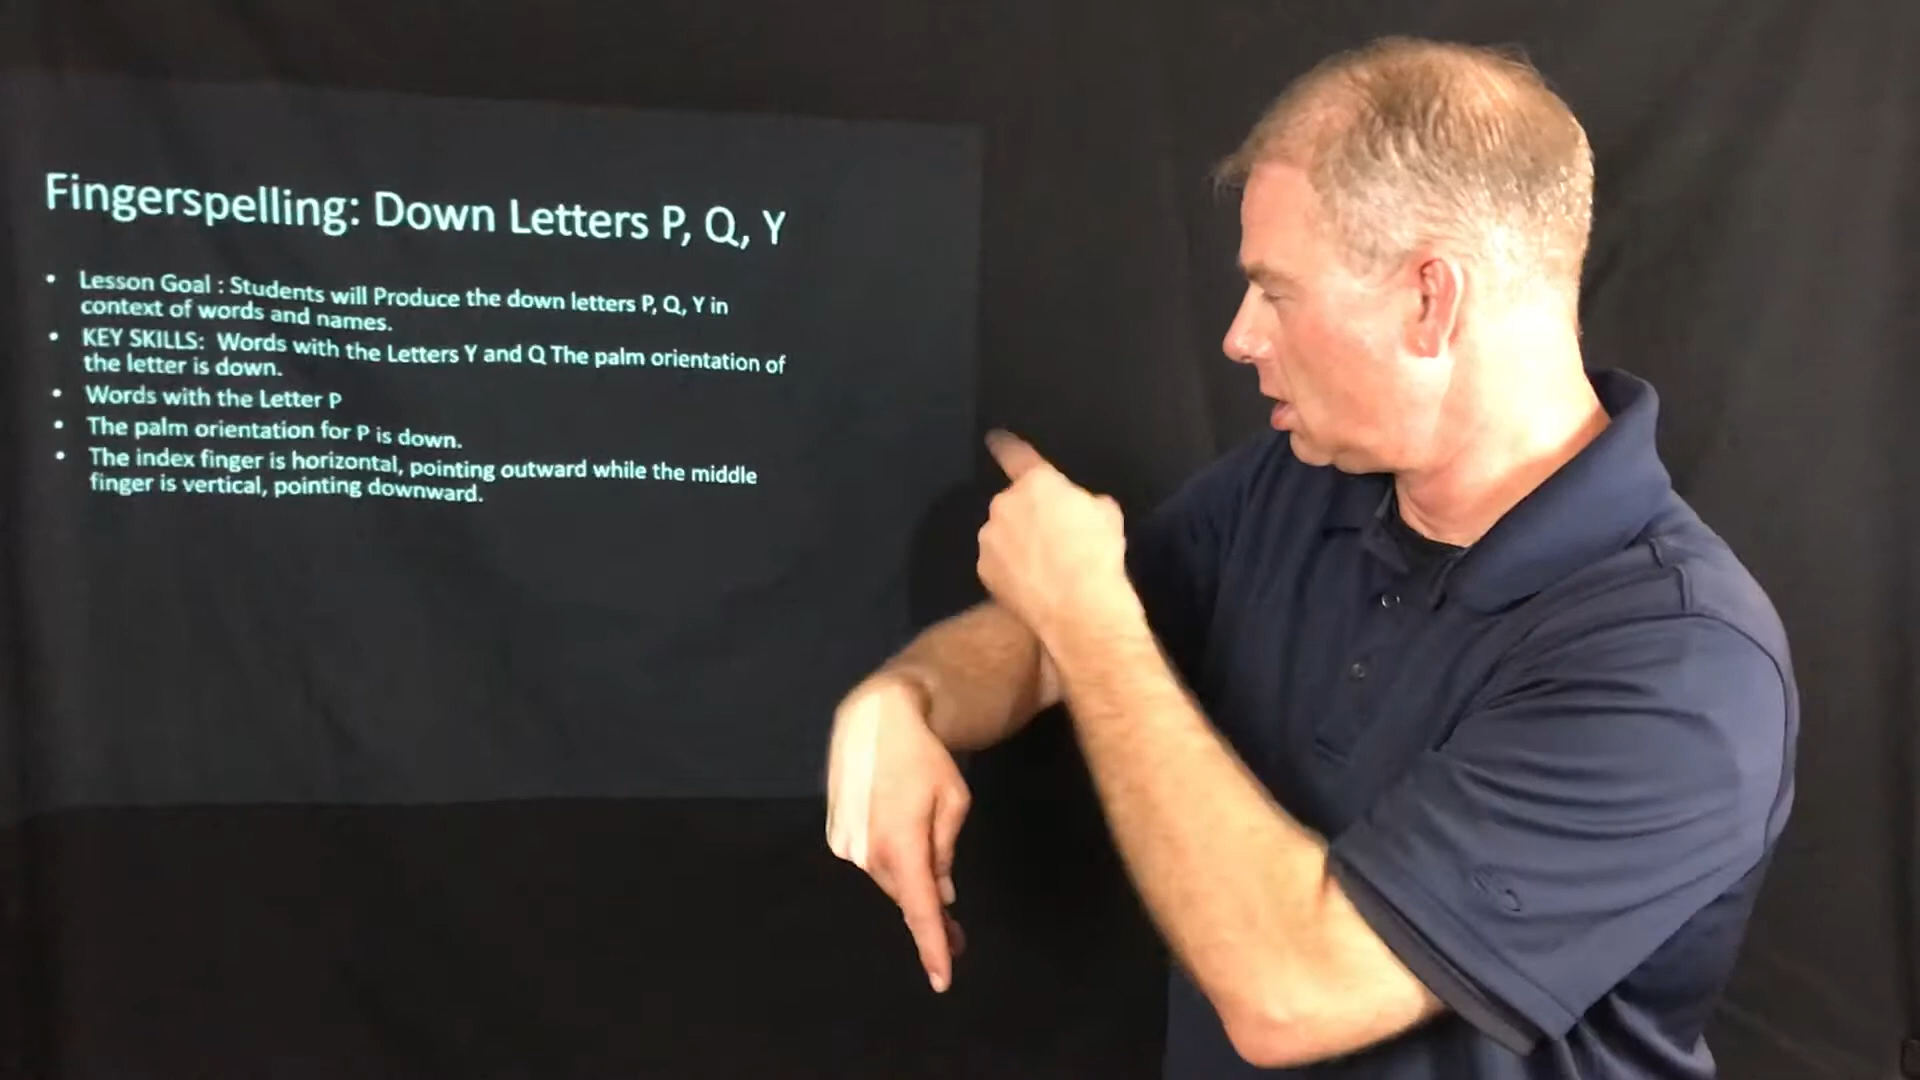 Fingerspelling: Down Letters P, Q, Y
• Lesson Goal : Students will Produce the down letters P, Q, Y in
context of words and names.
• KEY SKILLS:  Words with the Letters Y and Q The palm orientation of
the letter is down.
• Words with the Letter P
• The palm orientation for P is down.
• The index finger is horizontal, pointing outward while the middle
finger is vertical, pointing downward.